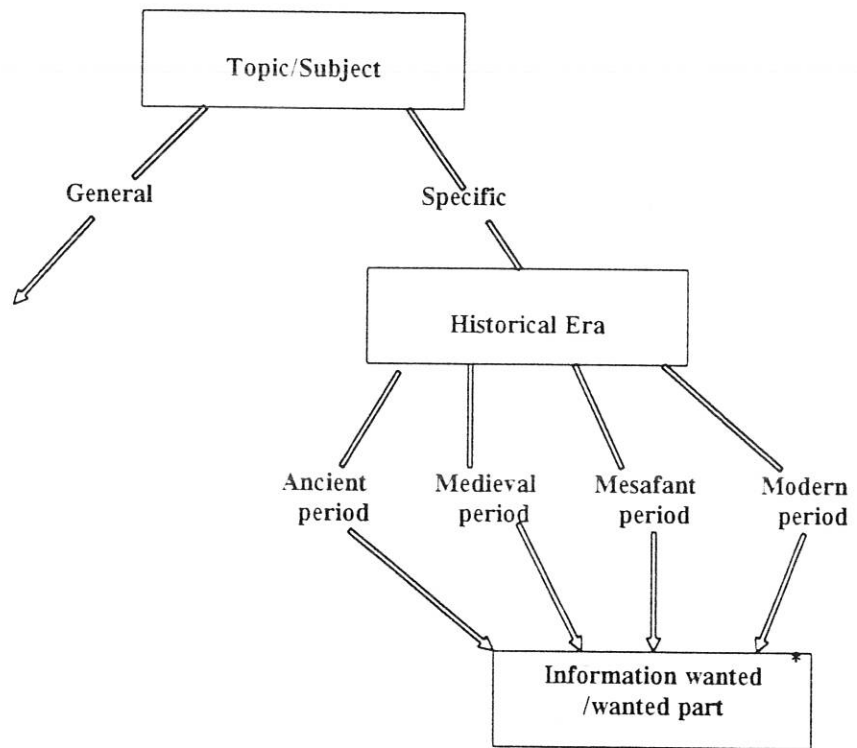 Topic/Subject
General
Specific
Historical Era
Ancient period
Medieval period
Mesafant period
Modern period
*
Information wanted
/wanted part